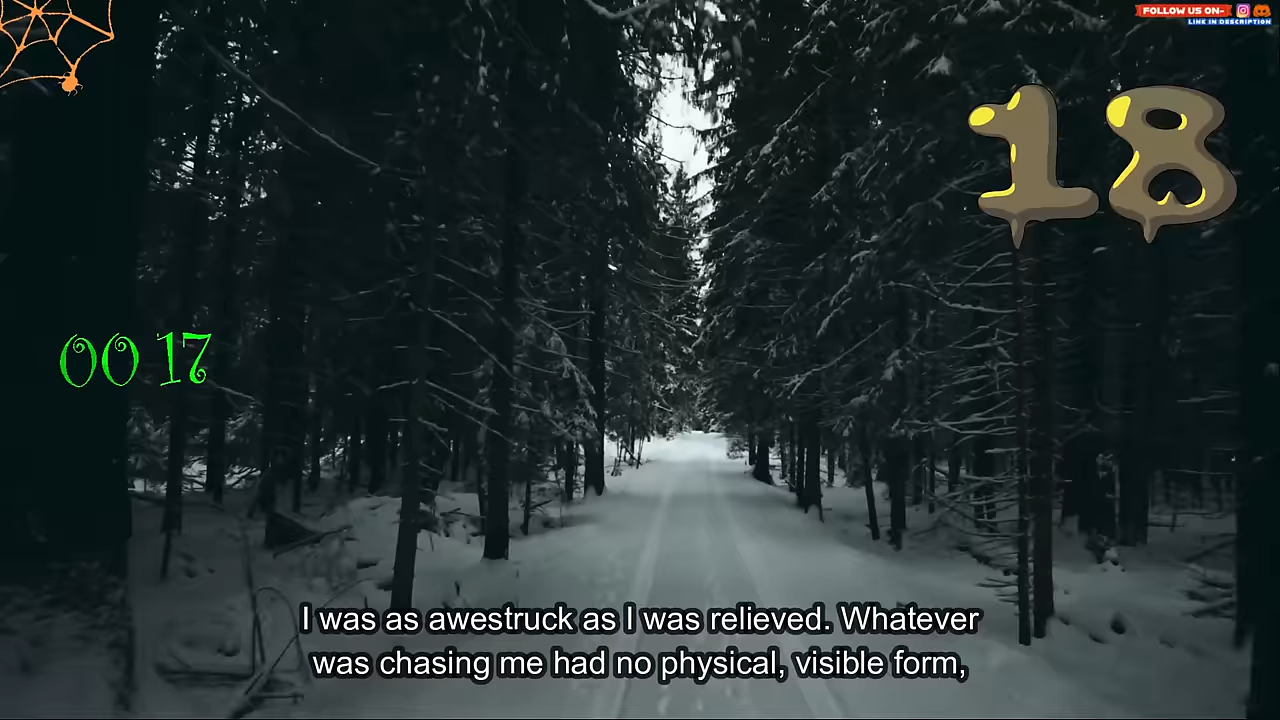 FOLLOW US ON-
LINK IN DESCRIPTION
18
00 17
I was as awestruck as I was relieved. Whatever
was chasing me had no physical, visible form,